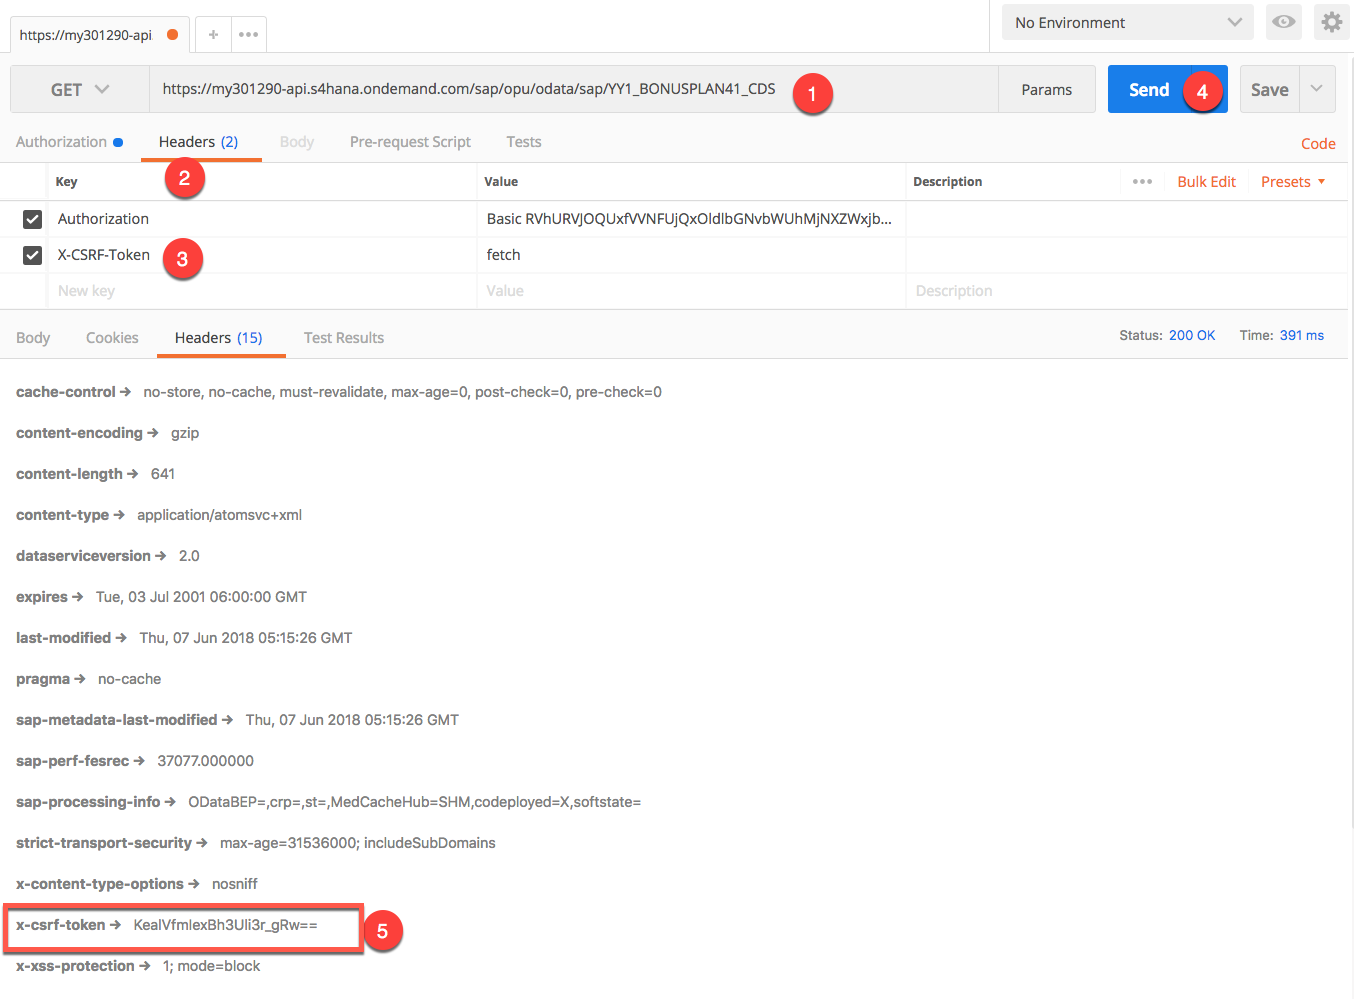 https://my301290-api + ••• No Environment
GET https://my301290-api.s4hana.ondemand.com/sap/opu/odata/sap/YY1_BONUSPLAN41_CDS 1 Params Send 4 Save
Authorization Headers (2) Body Pre-request Script Tests Code
2
Key Value Description ••• Bulk Edit Presets
Authorization Basic RVhURVJOQUxfVVNFUjQxOldlbGNvbWUhMjNXZWxjb...
X-CSRF-Token 3 fetch
New key Value Description
Body Cookies Headers (15) Test Results Status: 200 OK Time: 391 ms
cache-control → no-store, no-cache, must-revalidate, max-age=0, post-check=0, pre-check=0
content-encoding → gzip
content-length → 641
content-type → application/atomsvc+xml
dataserviceversion → 2.0
expires → Tue, 03 Jul 2001 06:00:00 GMT
last-modified → Thu, 07 Jun 2018 05:15:26 GMT
pragma → no-cache
sap-metadata-last-modified → Thu, 07 Jun 2018 05:15:26 GMT
sap-perf-fesrec → 37077.000000
sap-processing-info → ODataBEP=,crp=,st=,MedCacheHub=SHM,codeployed=X,softstate=
strict-transport-security → max-age=31536000; includeSubDomains
x-content-type-options → nosniff
x-csrf-token → KealVfmlexBh3Uli3r_gRw== 5
x-xss-protection → 1; mode=block